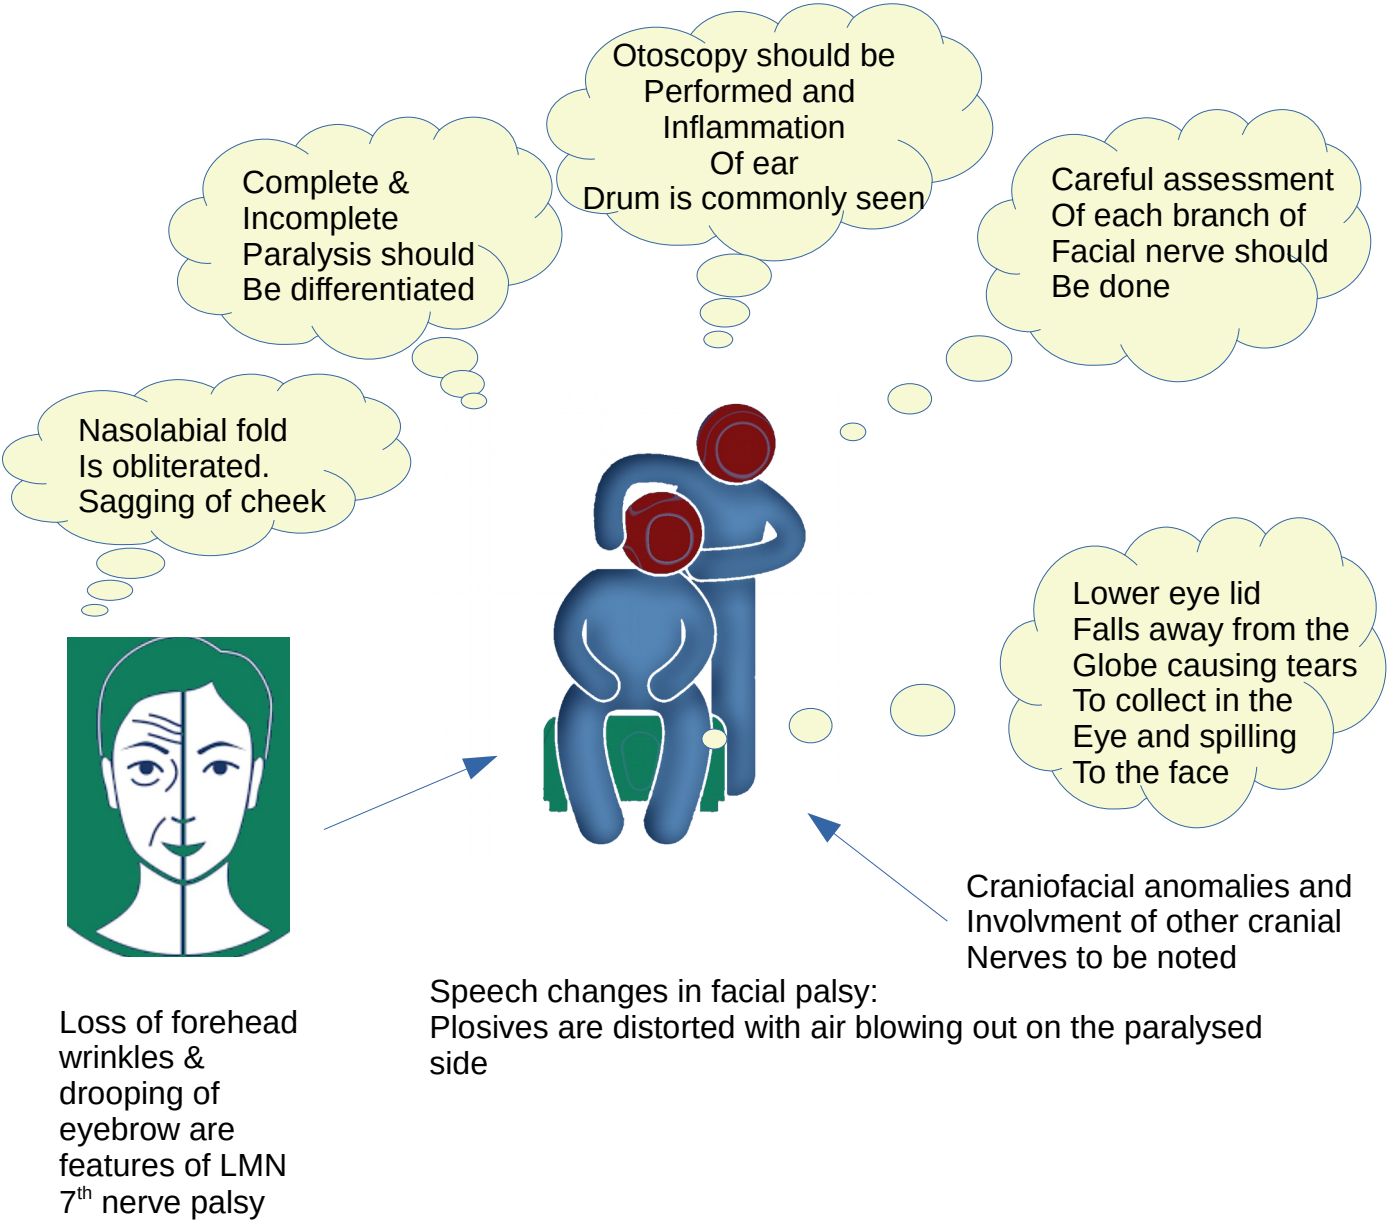 Otoscopy should be
Performed and
Inflammation
Of ear
Drum is commonly seen
Complete &
Incomplete
Paralysis should
Be differentiated
Careful assessment
Of each branch of
Facial nerve should
Be done
Nasolabial fold
Is obliterated.
Sagging of cheek
Lower eye lid
Falls away from the
Globe causing tears
To collect in the
Eye and spilling
To the face
Craniofacial anomalies and
Involvment of other cranial
Nerves to be noted
Speech changes in facial palsy:
Plosives are distorted with air blowing out on the paralysed
side
Loss of forehead
wrinkles &
drooping of
eyebrow are
features of LMN
7th nerve palsy